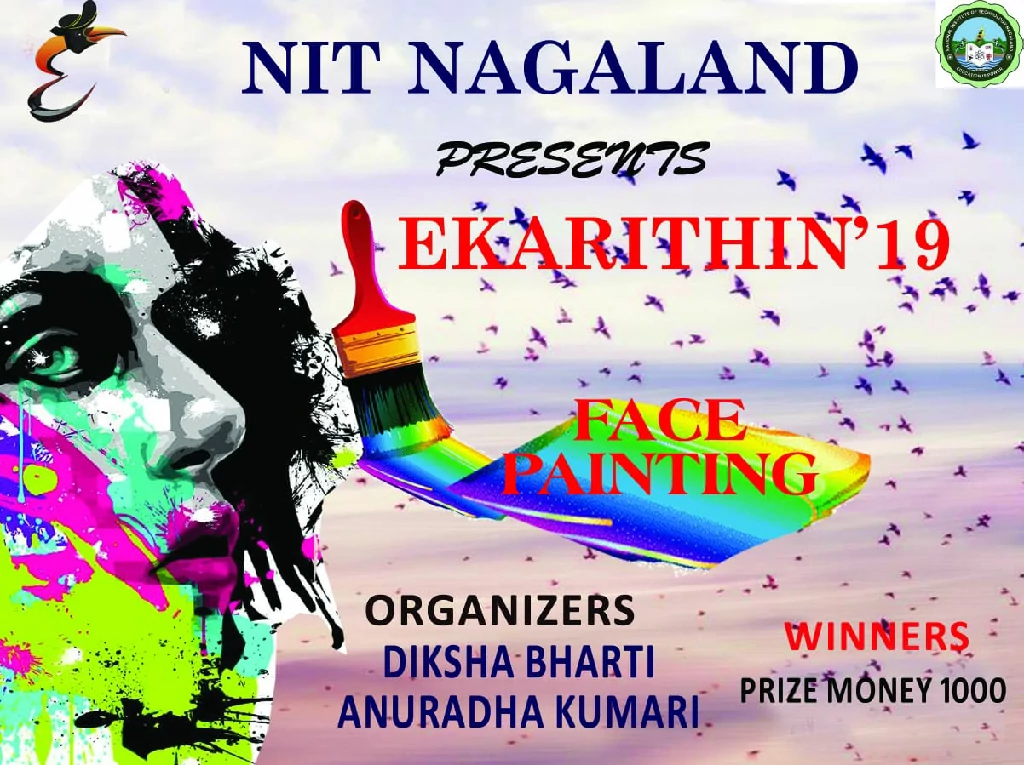 NIT NAGALAND
PRESENTS
EKARITHIN'19
FACE
PAINTING
ORGANIZERS
DIKSHA BHARTI
ANURADHA KUMARI
WINNERS
PRIZE MONEY 1000